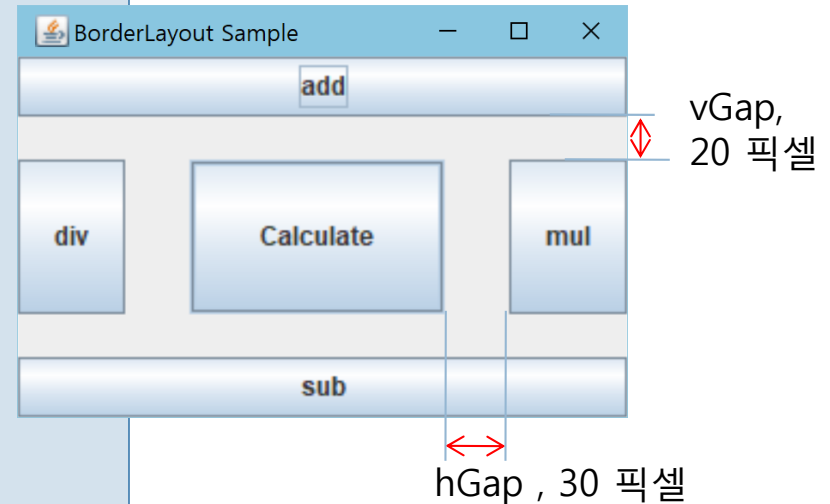 BorderLayout Sample
add
vGap,
20 픽셀
div
Calculate
mul
sub
hGap , 30 픽셀